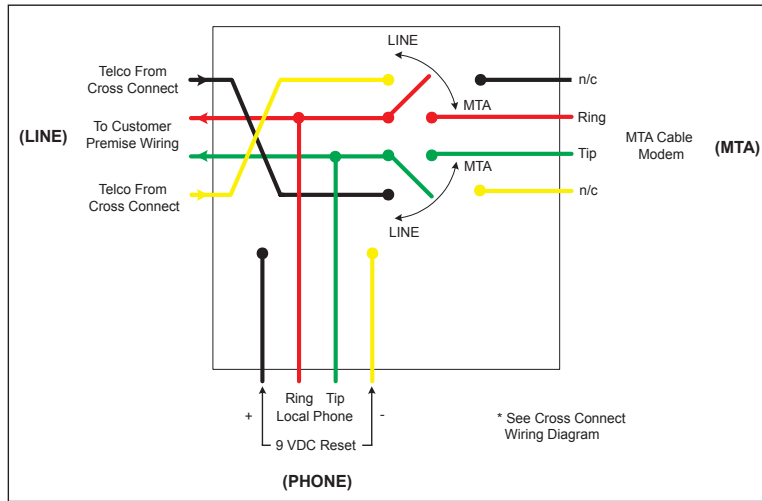 LINE
Telco From
Cross Connect
n/c
MTA
Ring
(LINE)
To Customer
Premise Wiring
MTA Cable
Modem
(MTA)
Tip
MTA
Telco From
Cross Connect
n/c
LINE
Ring Tip
+ Local Phone -
9 VDC Reset
* See Cross Connect
Wiring Diagram
(PHONE)